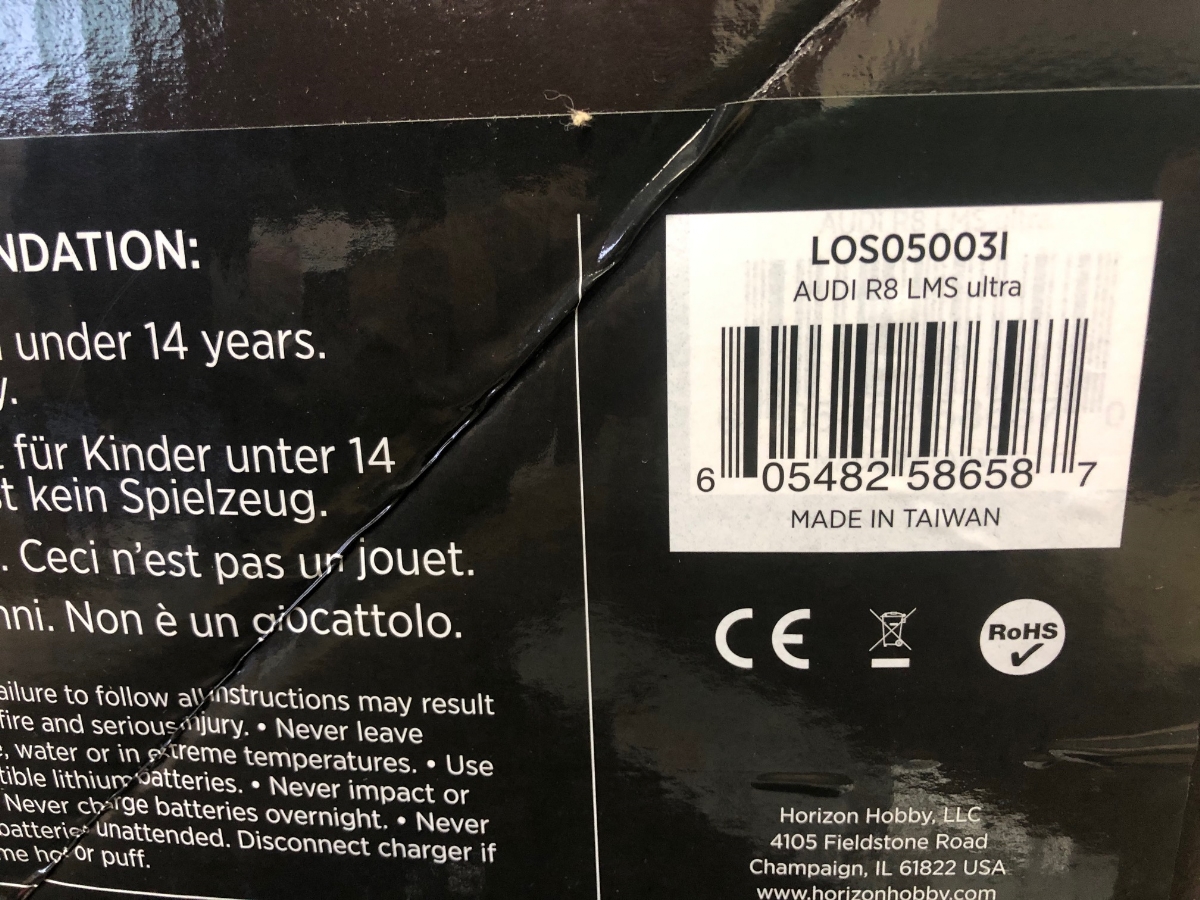 NDATION:
under 14 years.
y.
für Kinder unter 14
st kein Spielzeug.
. Ceci n'est pas un jouet.
nni. Non è un giocattolo.
ailure to follow all instructions may result
fire and serious injury. • Never leave
e, water or in extreme temperatures. • Use
tible lithium batteries. • Never impact or
Never charge batteries overnight. • Never
batteries unattended. Disconnect charger if
me hot or puff.
LOS05003I
AUDI R8 LMS ultra
6 05482 58658 7
MADE IN TAIWAN
CE
RoHS
Horizon Hobby, LLC
4105 Fieldstone Road
Champaign, IL 61822 USA
www.horizonhobby.com